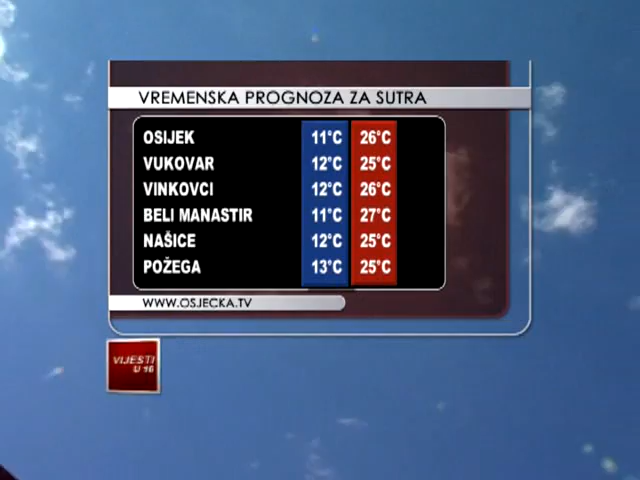 VREMENSKA PROGNOZA ZA SUTRA
OSIJEK 11°C 26°C
VUKOVAR 12°C 25°C
VINKOVCI 12°C 26°C
BELI MANASTIR 11°C 27°C
NAŠICE 12°C 25°C
POŽEGA 13°C 25°C
WWW.OSJECKA.TV
VIJESTI
U 16